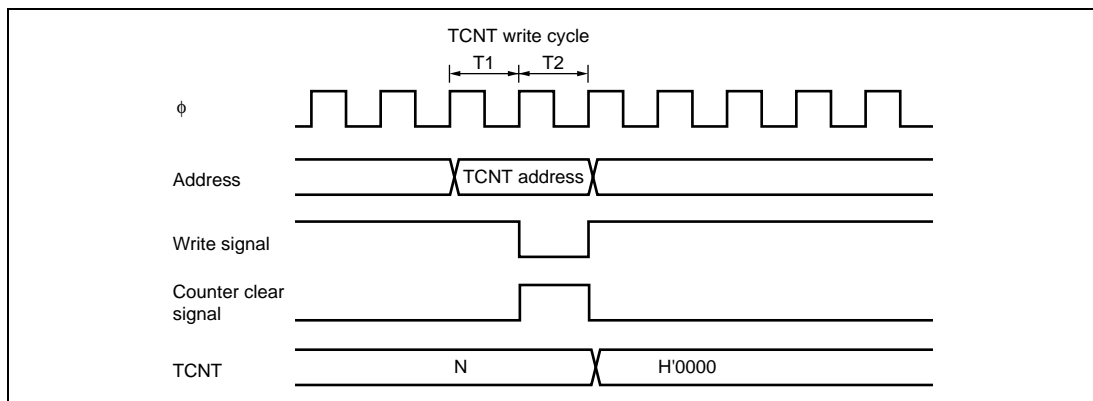 TCNT write cycle
T1 T2
ϕ
Address
TCNT address
Write signal
Counter clear
signal
TCNT
N
H'0000